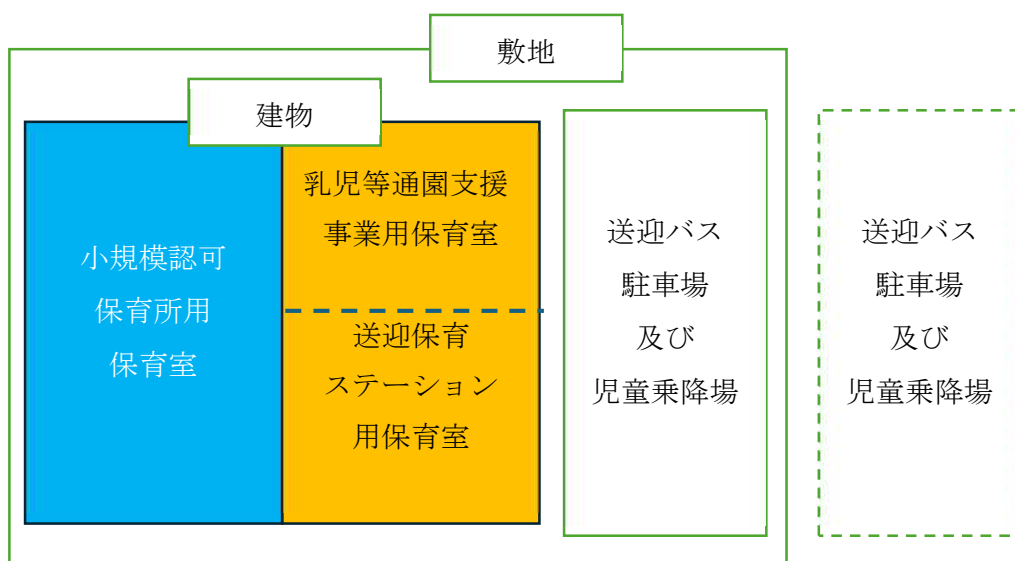 敷地
建物
小規模認可
保育所用
保育室
乳児等通園支援
事業用保育室
送迎保育
ステーション
用保育室
送迎バス
駐車場
及び
児童乗降場
送迎バス
駐車場
及び
児童乗降場